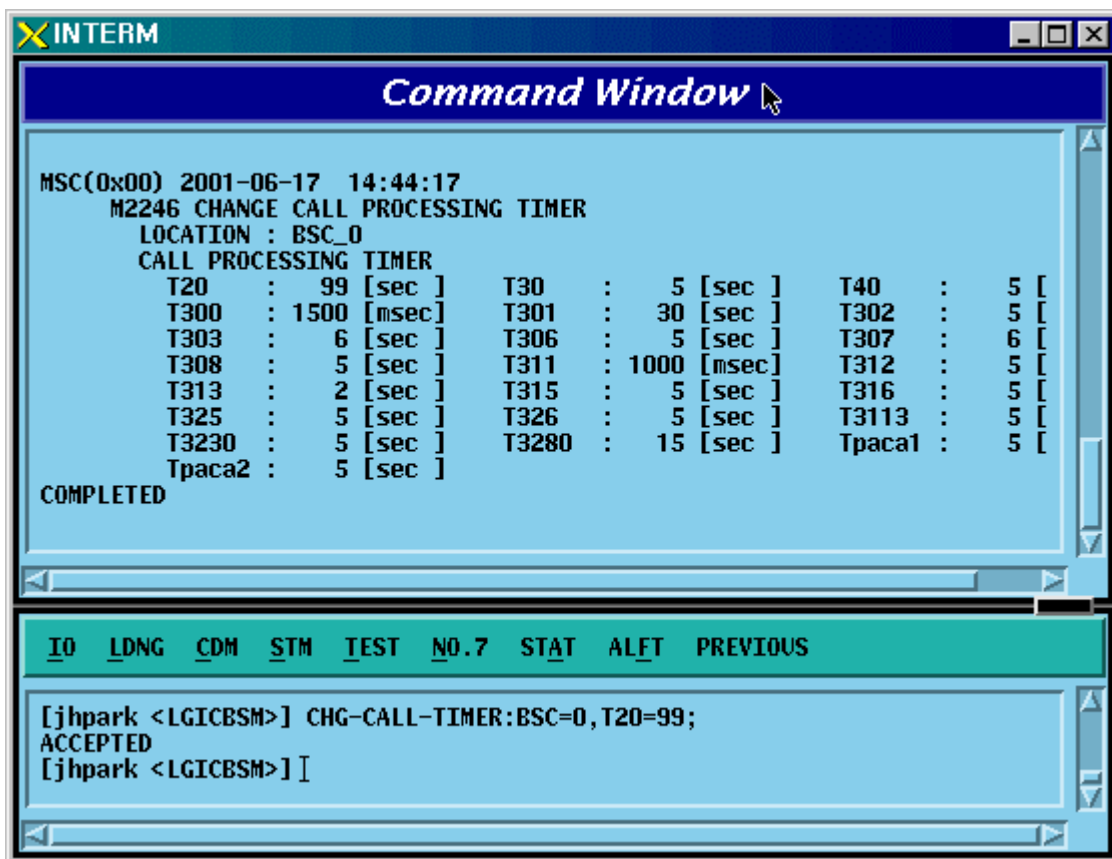 INTERM
Command Window
MSC(0x00) 2001-06-17 14:44:17
M2246 CHANGE CALL PROCESSING TIMER
LOCATION : BSC_0
CALL PROCESSING TIMER
T20 : 99 [sec ] T30 : 5 [sec ] T40 : 5 [
T300 : 1500 [msec] T301 : 30 [sec ] T302 : 5 [
T303 : 6 [sec ] T306 : 5 [sec ] T307 : 6 [
T308 : 5 [sec ] T311 : 1000 [msec] T312 : 5 [
T313 : 2 [sec ] T315 : 5 [sec ] T316 : 5 [
T325 : 5 [sec ] T326 : 5 [sec ] T3113 : 5 [
T3230 : 5 [sec ] T3280 : 15 [sec ] Tpaca1 : 5 [
Tpaca2 : 5 [sec ]
COMPLETED
IO LDNG CDM STM TEST NO.7 STAT ALFT PREVIOUS
[jhpark <LGICBSM>] CHG-CALL-TIMER:BSC=0,T20=99;
ACCEPTED
[jhpark <LGICBSM>]